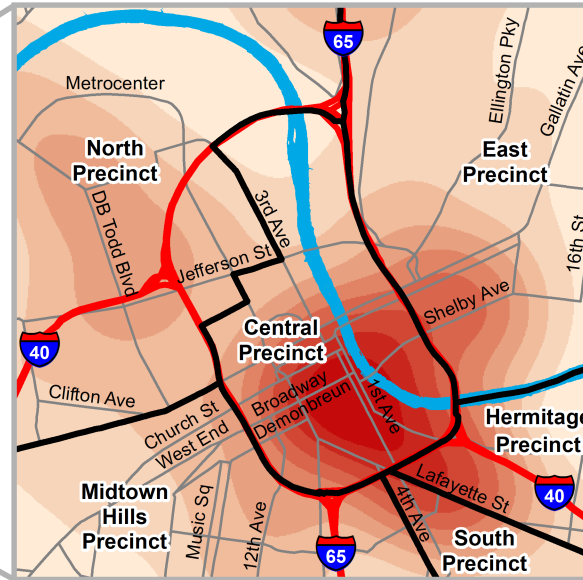 65
Metrocenter
Ellington Pky
Gallatin Ave
North
Precinct
East
Precinct
DB Todd Blvd
3rd Ave
16th St
Jefferson St
Shelby Ave
Central
Precinct
40
Clifton Ave
Broadway
Demonbreun
1st Ave
Church St
West End
Hermitage
Precinct
Midtown
Hills
Precinct
Music Sq
12th Ave
4th Ave
Lafayette St
40
South
Precinct
65